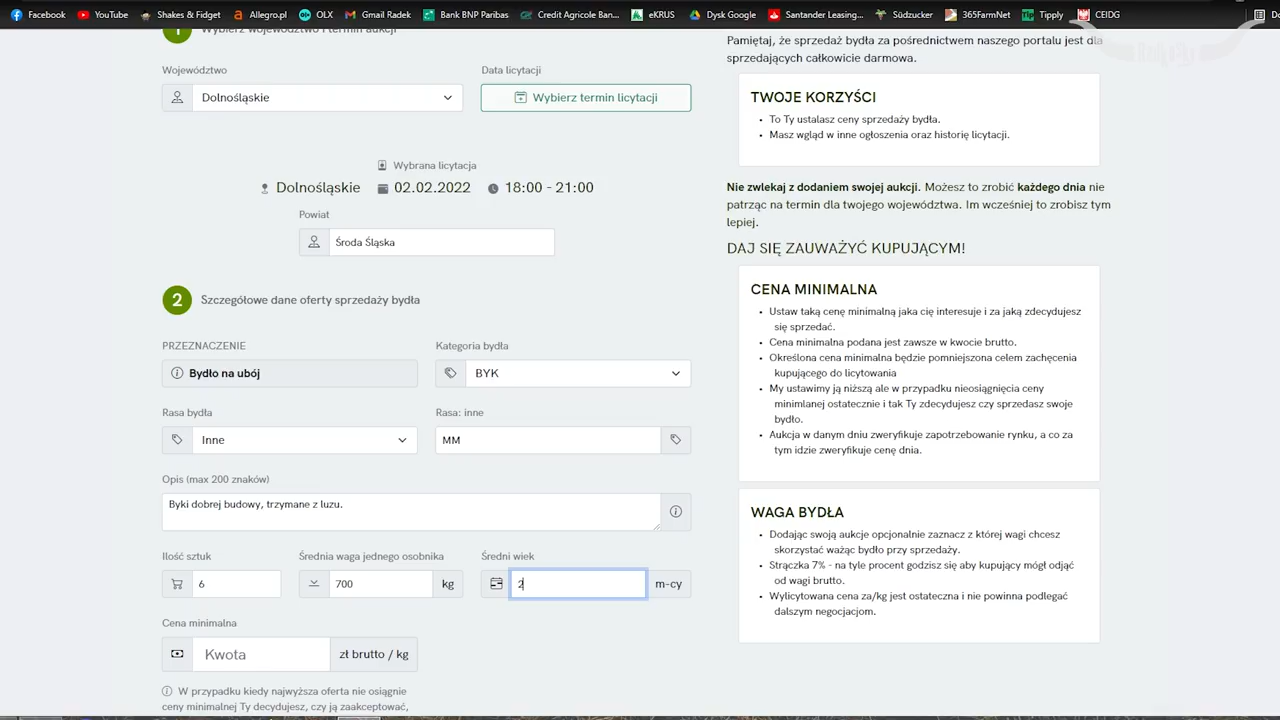 Facebook YouTube Shakes & Fidget Allegro.pl OLX Gmail Radek Bank BNP Paribas Credit Agricole Ban... eKRUS Dysk Google Santander Leasing... Südzucker 365FarmNet Tipply CEIDG
1 Wybierz województwo i termin aukcji
Województwo
Data licytacji
Dolnośląskie
Wybierz termin licytacji
Wybrana licytacja
Dolnośląskie 02.02.2022 18:00 - 21:00
Powiat
Środa Śląska
2 Szczegółowe dane oferty sprzedaży bydła
PRZEZNACZENIE
Kategoria bydła
Bydło na ubój
BYK
Rasa bydła
Rasa: inne
Inne
MM
Opis (max 200 znaków)
Byki dobrej budowy, trzymane z luzu.
Ilość sztuk
Średnia waga jednego osobnika
Średni wiek
6
700 kg
2 m-cy
Cena minimalna
Kwota zł brutto / kg
W przypadku kiedy najwyższa oferta nie osiągnie
ceny minimalnej Ty decydujesz, czy ją zaakceptować,
Pamiętaj, że sprzedaż bydła za pośrednictwem naszego portalu jest dla
sprzedających całkowicie darmowa.
TWOJE KORZYŚCI
• To Ty ustalasz ceny sprzedaży bydła.
• Masz wgląd w inne ogłoszenia oraz historię licytacji.
Nie zwlekaj z dodaniem swojej aukcji. Możesz to zrobić każdego dnia nie
patrząc na termin dla twojego województwa. Im wcześniej to zrobisz tym
lepiej.
DAJ SIĘ ZAUWAŻYĆ KUPUJĄCYM!
CENA MINIMALNA
• Ustaw taką cenę minimalną jaka cię interesuje i za jaką zdecydujesz
się sprzedać.
• Cena minimalna podana jest zawsze w kwocie brutto.
• Określona cena minimalna będzie pomniejszona celem zachęcenia
kupującego do licytowania
• My ustawimy ją niższą ale w przypadku nieosiągnięcia ceny
minimlanej ostatecznie i tak Ty zdecydujesz czy sprzedasz swoje
bydło.
• Aukcja w danym dniu zweryfikuje zapotrzebowanie rynku, a co za
tym idzie zweryfikuje cenę dnia.
WAGA BYDŁA
• Dodając swoją aukcje opcjonalnie zaznacz z której wagi chcesz
skorzystać ważąc bydło przy sprzedaży.
• Strączka 7% - na tyle procent godzisz się aby kupujący mógł odjąć
od wagi brutto.
• Wylicytowana cena za/kg jest ostateczna i nie powinna podlegać
dalszym negocjacjom.